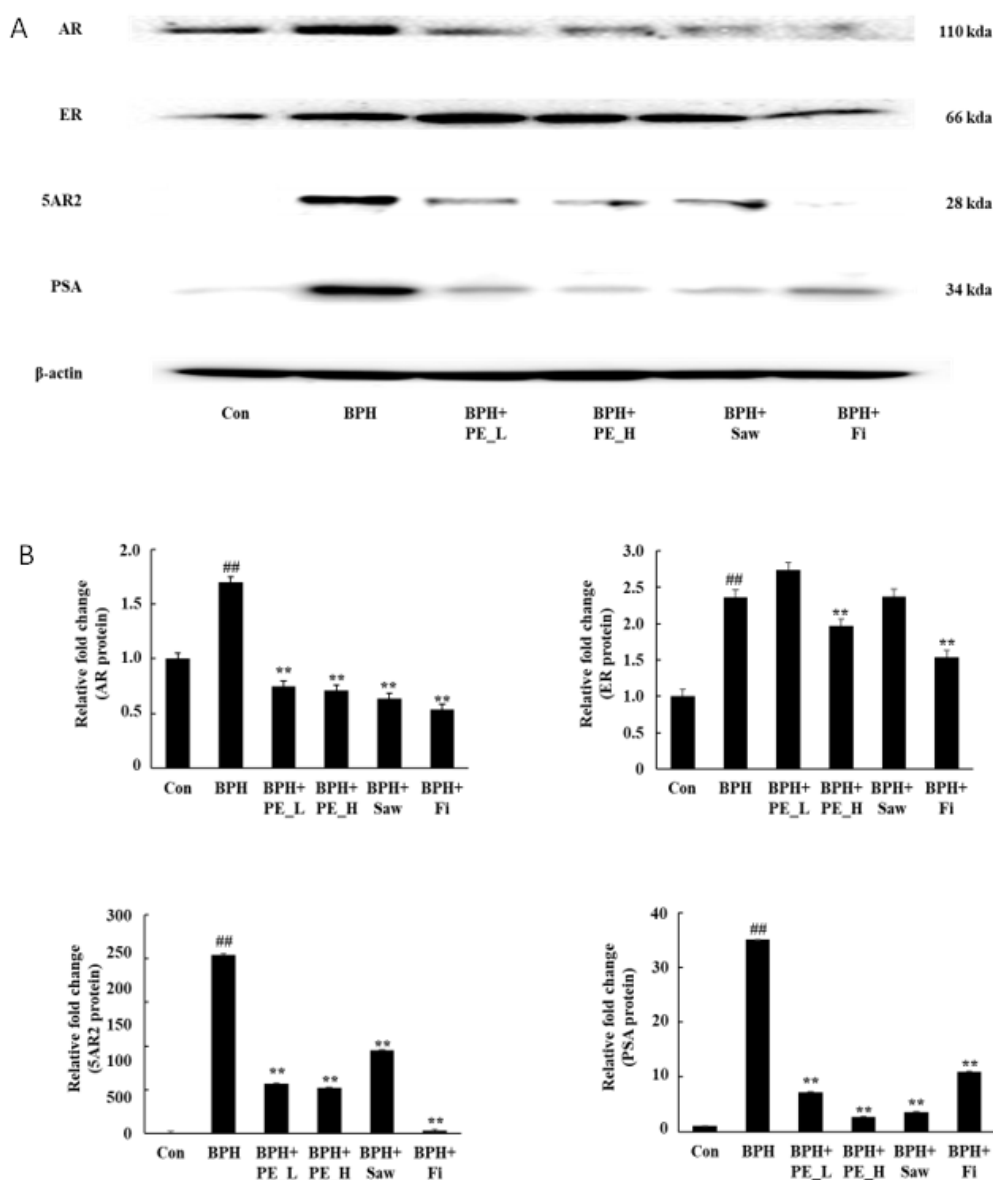 A
AR
110 kda
ER
66 kda
5AR2
28 kda
PSA
34 kda
β-actin
Con BPH BPH+ BPH+ BPH+ BPH+
PE_L PE_H Saw Fi
B
Relative fold change
(AR protein)
2.0
1.5
1.0
0.5
0
##
**
**
**
**
Con BPH BPH+ BPH+ BPH+ BPH+
PE_L PE_H Saw Fi
Relative fold change
(ER protein)
3.0
2.5
2.0
1.5
1.0
0.5
0
##
**
**
Con BPH BPH+ BPH+ BPH+ BPH+
PE_L PE_H Saw Fi
Relative fold change
(5AR2 protein)
300
250
200
150
100
500
0
##
**
**
**
**
Con BPH BPH+ BPH+ BPH+ BPH+
PE_L PE_H Saw Fi
Relative fold change
(PSA protein)
40
30
20
10
0
##
**
**
**
**
Con BPH BPH+ BPH+ BPH+ BPH+
PE_L PE_H Saw Fi